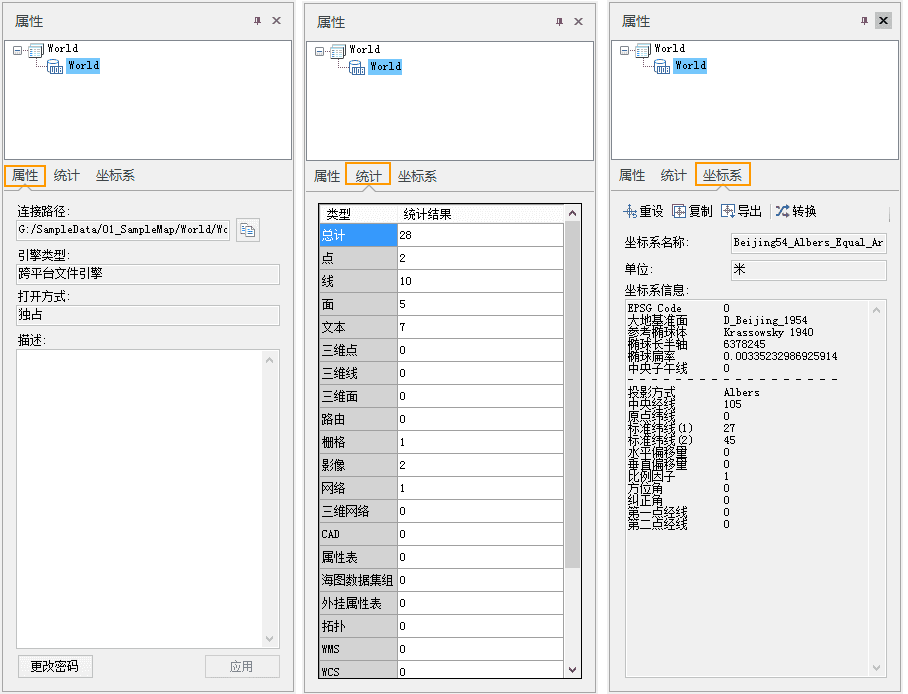 属性
World
World
属性 统计 坐标系
连接路径:
G:/SampleData/01_SampleMap/World/Wo
引擎类型:
跨平台文件引擎
打开方式:
独占
描述:
更改密码 应用
属性
World
World
属性 统计 坐标系
类型 统计结果
总计 28
点 2
线 10
面 5
文本 7
三维点 0
三维线 0
三维面 0
路由 0
栅格 1
影像 2
网络 1
三维网络 0
CAD 0
属性表 0
海图数据集组 0
外挂属性表 0
拓扑 0
WMS 0
WCS 0
属性
World
World
属性 统计 坐标系
重设 复制 导出 转换
坐标系名称: Beijing54_Albers_Equal_Ar
单位: 米
坐标系信息:
EPSG Code 0
大地基准面 D_Beijing_1954
参考椭球体 Krassowsky 1940
椭球长半轴 6378245
椭球扁率 0.00335232986925914
中央子午线 0
- - - - - - - - - - - - - - - - - -
投影方式 Albers
中央经线 105
原点纬线 0
标准纬线(1) 27
标准纬线(2) 45
水平偏移量 0
垂直偏移量 0
比例因子 1
方位角 0
纠正角 0
第一点经线 0
第二点经线 0